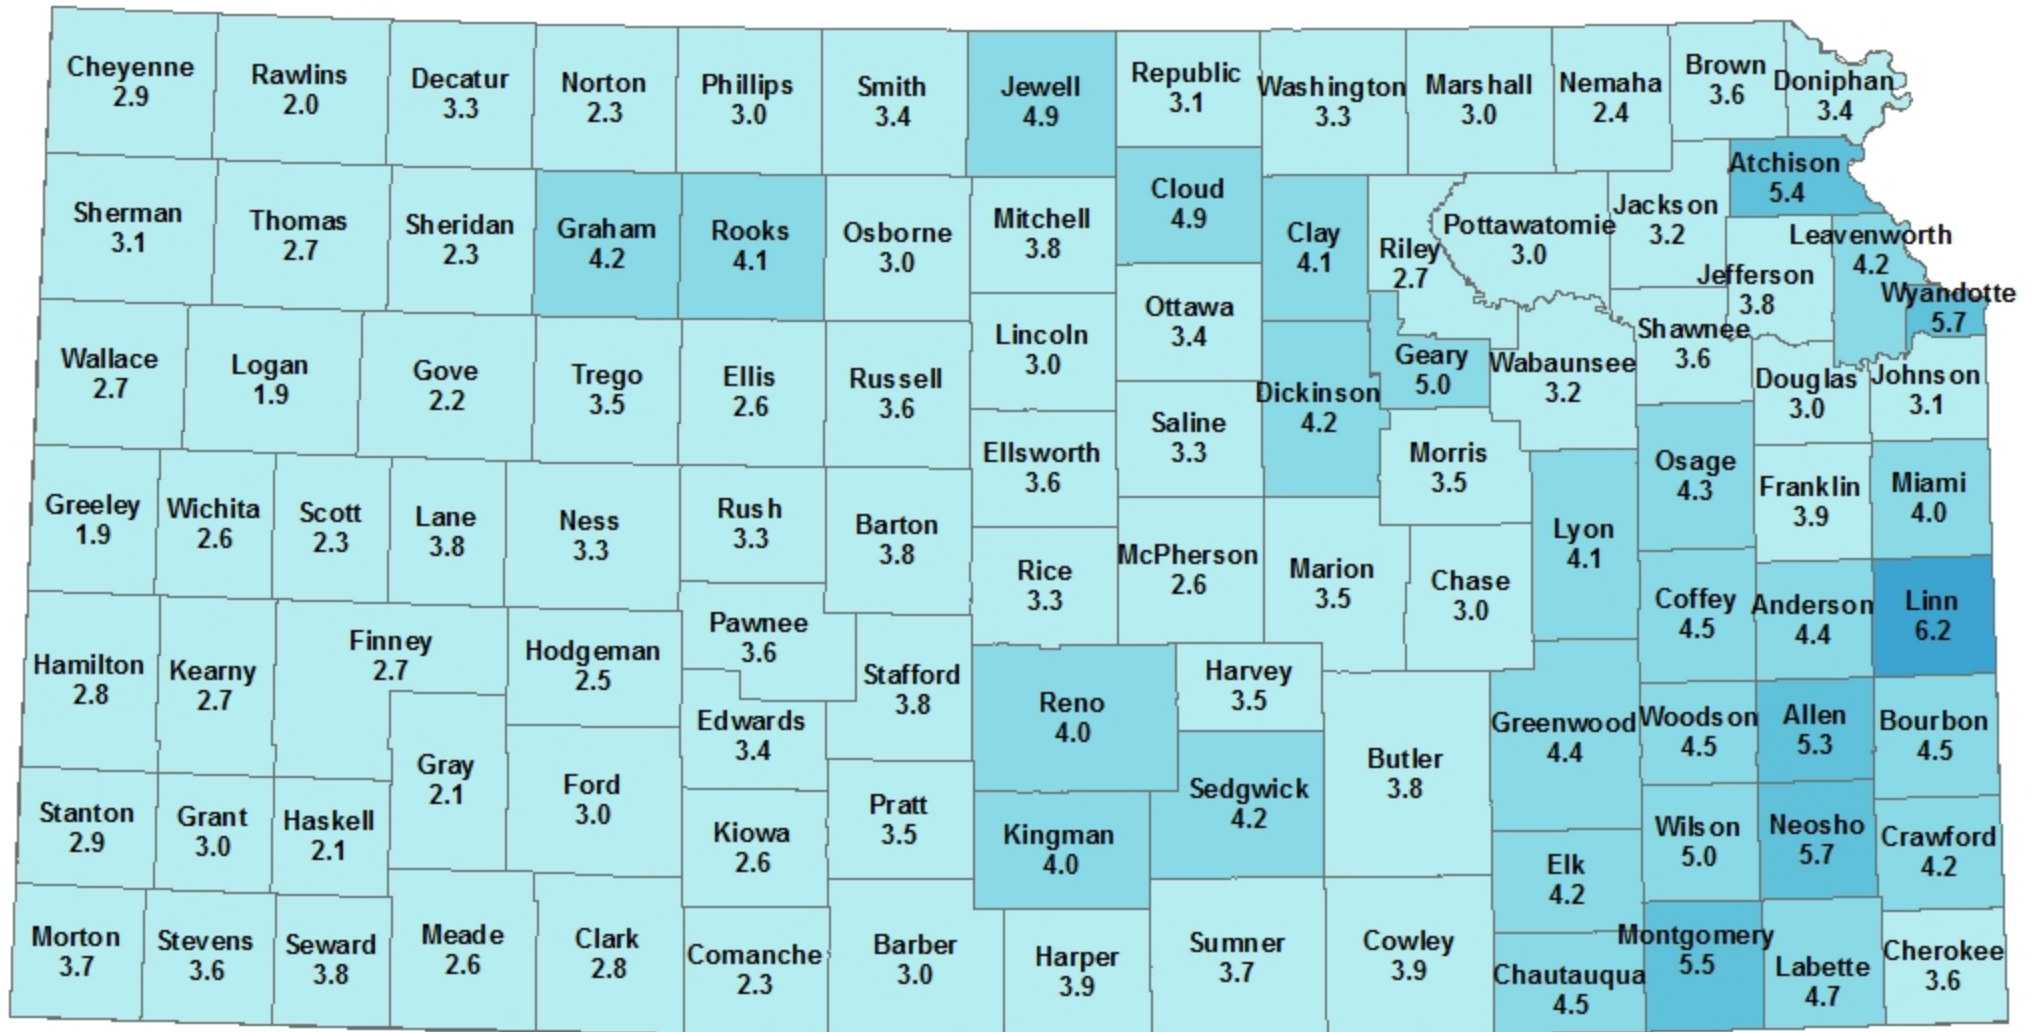 Cheyenne
2.9
Rawlins
2.0
Decatur
3.3
Norton
2.3
Phillips
3.0
Smith
3.4
Jewell
4.9
Republic
3.1
Washington
3.3
Marshall
3.0
Nemaha
2.4
Brown
3.6
Doniphan
3.4
Atchison
5.4
Sherman
3.1
Thomas
2.7
Sheridan
2.3
Graham
4.2
Rooks
4.1
Osborne
3.0
Mitchell
3.8
Cloud
4.9
Clay
4.1
Riley
2.7
Pottawatomie
3.0
Jackson
3.2
Jefferson
3.8
Leavenworth
4.2
Wyandotte
5.7
Wallace
2.7
Logan
1.9
Gove
2.2
Trego
3.5
Ellis
2.6
Russell
3.6
Lincoln
3.0
Ottawa
3.4
Dickinson
4.2
Geary
5.0
Wabaunsee
3.2
Shawnee
3.6
Douglas
3.0
Johnson
3.1
Ellsworth
3.6
Saline
3.3
Morris
3.5
Osage
4.3
Franklin
3.9
Miami
4.0
Greeley
1.9
Wichita
2.6
Scott
2.3
Lane
3.8
Ness
3.3
Rush
3.3
Barton
3.8
Rice
3.3
McPherson
2.6
Marion
3.5
Chase
3.0
Lyon
4.1
Coffey
4.5
Anderson
4.4
Linn
6.2
Hamilton
2.8
Kearny
2.7
Finney
2.7
Hodgeman
2.5
Pawnee
3.6
Stafford
3.8
Edwards
3.4
Reno
4.0
Harvey
3.5
Butler
3.8
Greenwood
4.4
Woodson
4.5
Allen
5.3
Bourbon
4.5
Gray
2.1
Ford
3.0
Kiowa
2.6
Pratt
3.5
Kingman
4.0
Sedgwick
4.2
Elk
4.2
Wilson
5.0
Neosho
5.7
Crawford
4.2
Stanton
2.9
Grant
3.0
Haskell
2.1
Morton
3.7
Stevens
3.6
Seward
3.8
Meade
2.6
Clark
2.8
Comanche
2.3
Barber
3.0
Harper
3.9
Sumner
3.7
Cowley
3.9
Chautauqua
4.5
Montgomery
5.5
Labette
4.7
Cherokee
3.6